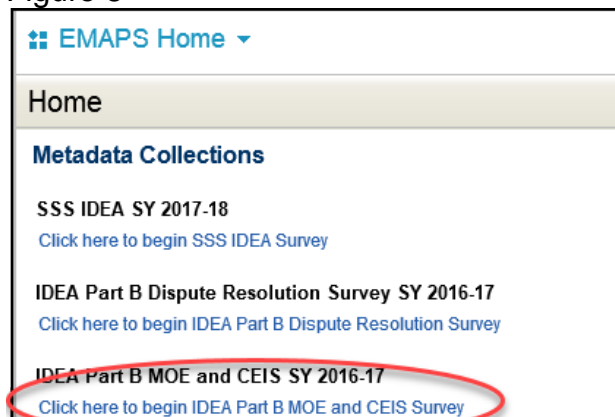 EMAPS Home
Home
Metadata Collections
SSS IDEA SY 2017-18
Click here to begin SSS IDEA Survey
IDEA Part B Dispute Resolution Survey SY 2016-17
Click here to begin IDEA Part B Dispute Resolution Survey
IDEA Part B MOE and CEIS SY 2016-17
Click here to begin IDEA Part B MOE and CEIS Survey